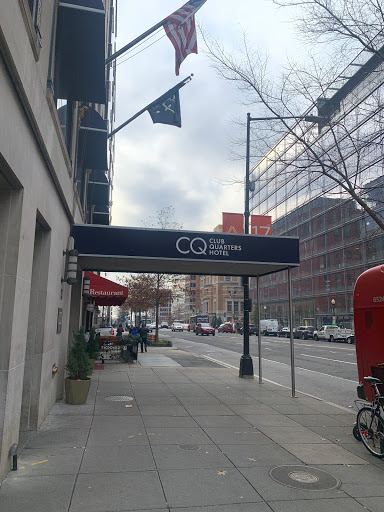 CQ CLUB
QUARTERS
HOTEL
Restaurant
17